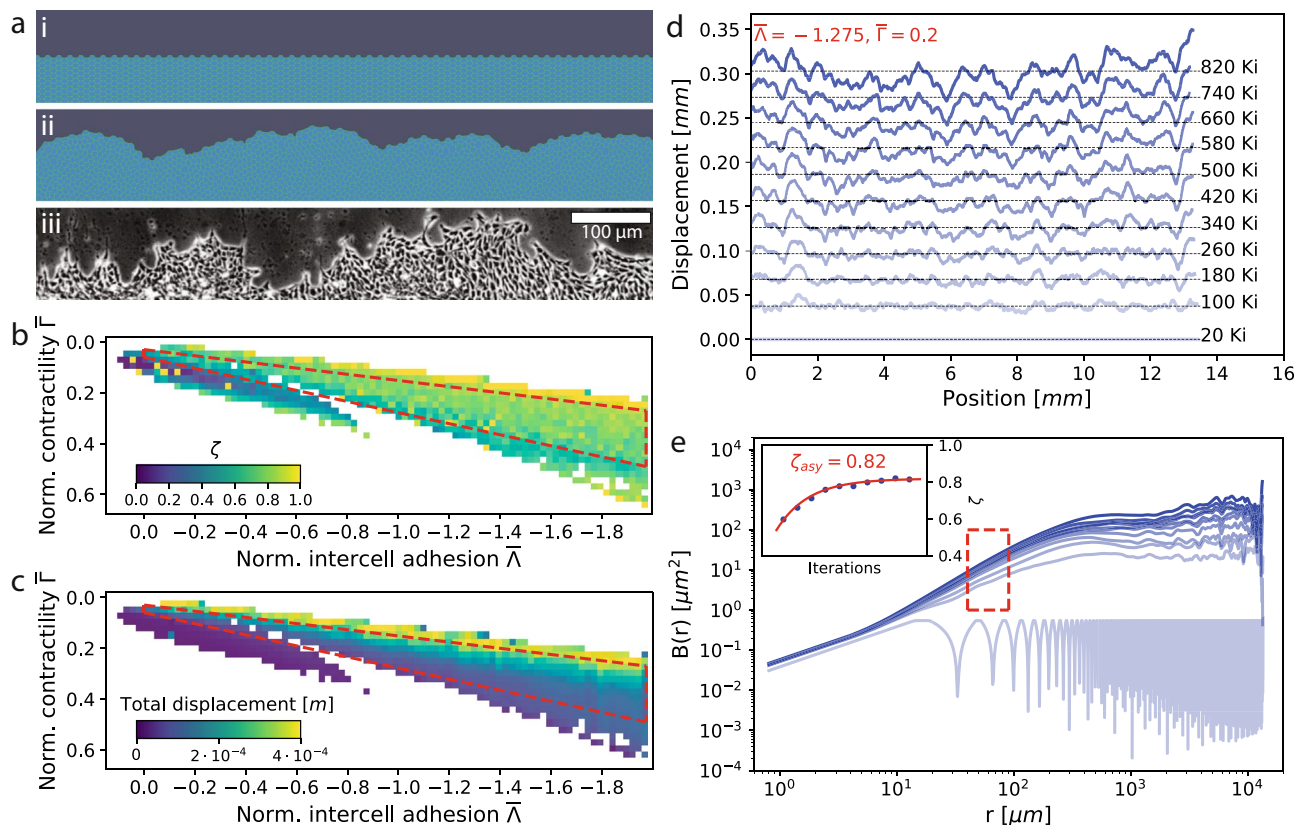 a
i
ii
iii
100 μm
b
Norm. contractility Γ̅
0.0
0.2
0.4
0.6
ζ
0.0 0.2 0.4 0.6 0.8 1.0
0.0 −0.2 −0.4 −0.6 −0.8 −1.0 −1.2 −1.4 −1.6 −1.8
Norm. intercell adhesion Λ̅
c
Norm. contractility Γ̅
0.0
0.2
0.4
0.6
Total displacement [m]
0 2·10⁻⁴ 4·10⁻⁴
0.0 −0.2 −0.4 −0.6 −0.8 −1.0 −1.2 −1.4 −1.6 −1.8
Norm. intercell adhesion Λ̅
d
Λ̅ = −1.275, Γ̅ = 0.2
Displacement [mm]
0.35
0.30
0.25
0.20
0.15
0.10
0.05
0.00
820 Ki
740 Ki
660 Ki
580 Ki
500 Ki
420 Ki
340 Ki
260 Ki
180 Ki
100 Ki
20 Ki
0 2 4 6 8 10 12 14 16
Position [mm]
e
B(r) [μm²]
10⁴
10³
10²
10¹
10⁰
10⁻¹
10⁻²
10⁻³
10⁻⁴
ζasy = 0.82
1.0
0.8
0.6
0.4
ζ
Iterations
10⁰ 10¹ 10² 10³ 10⁴
r [μm]